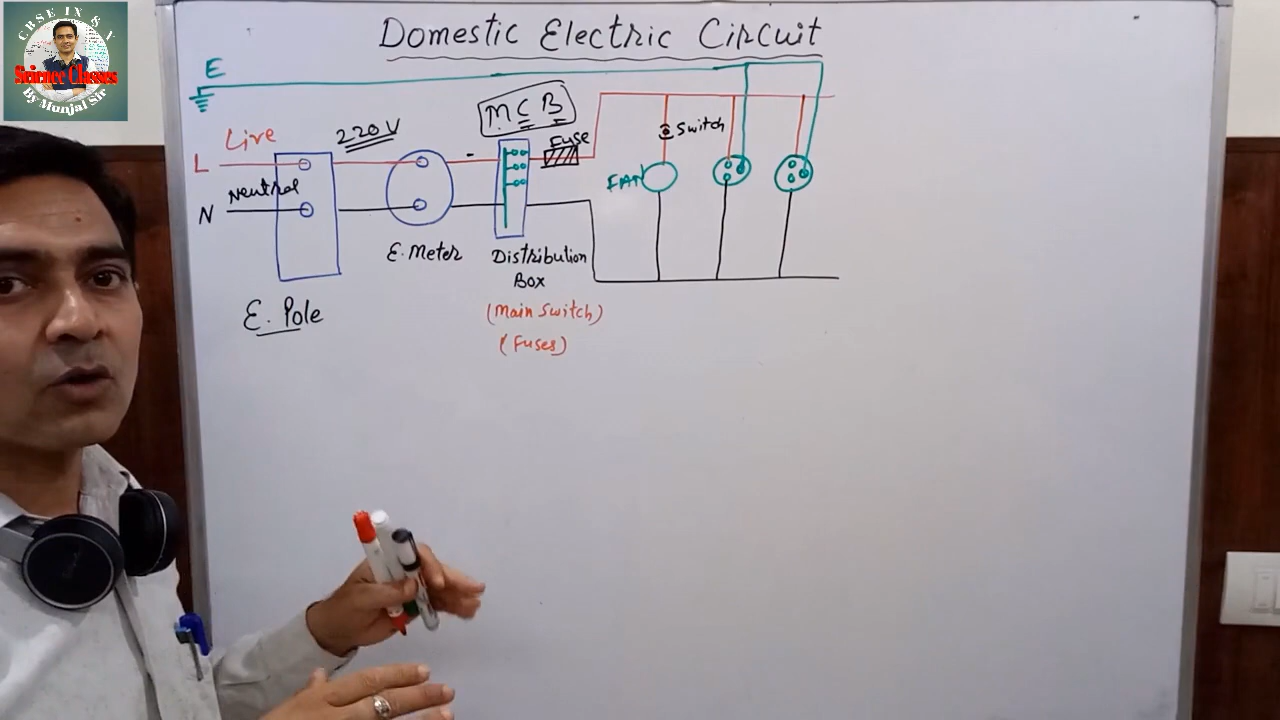 CBSE IX & X
Science Classes
By Munjal Sir
Domestic Electric Circuit
E
MCB
Live
220V
Fuse
Switch
L
Neutral
FAN
N
E. Meter
Distribution
Box
E. Pole
(Main Switch)
(Fuses)